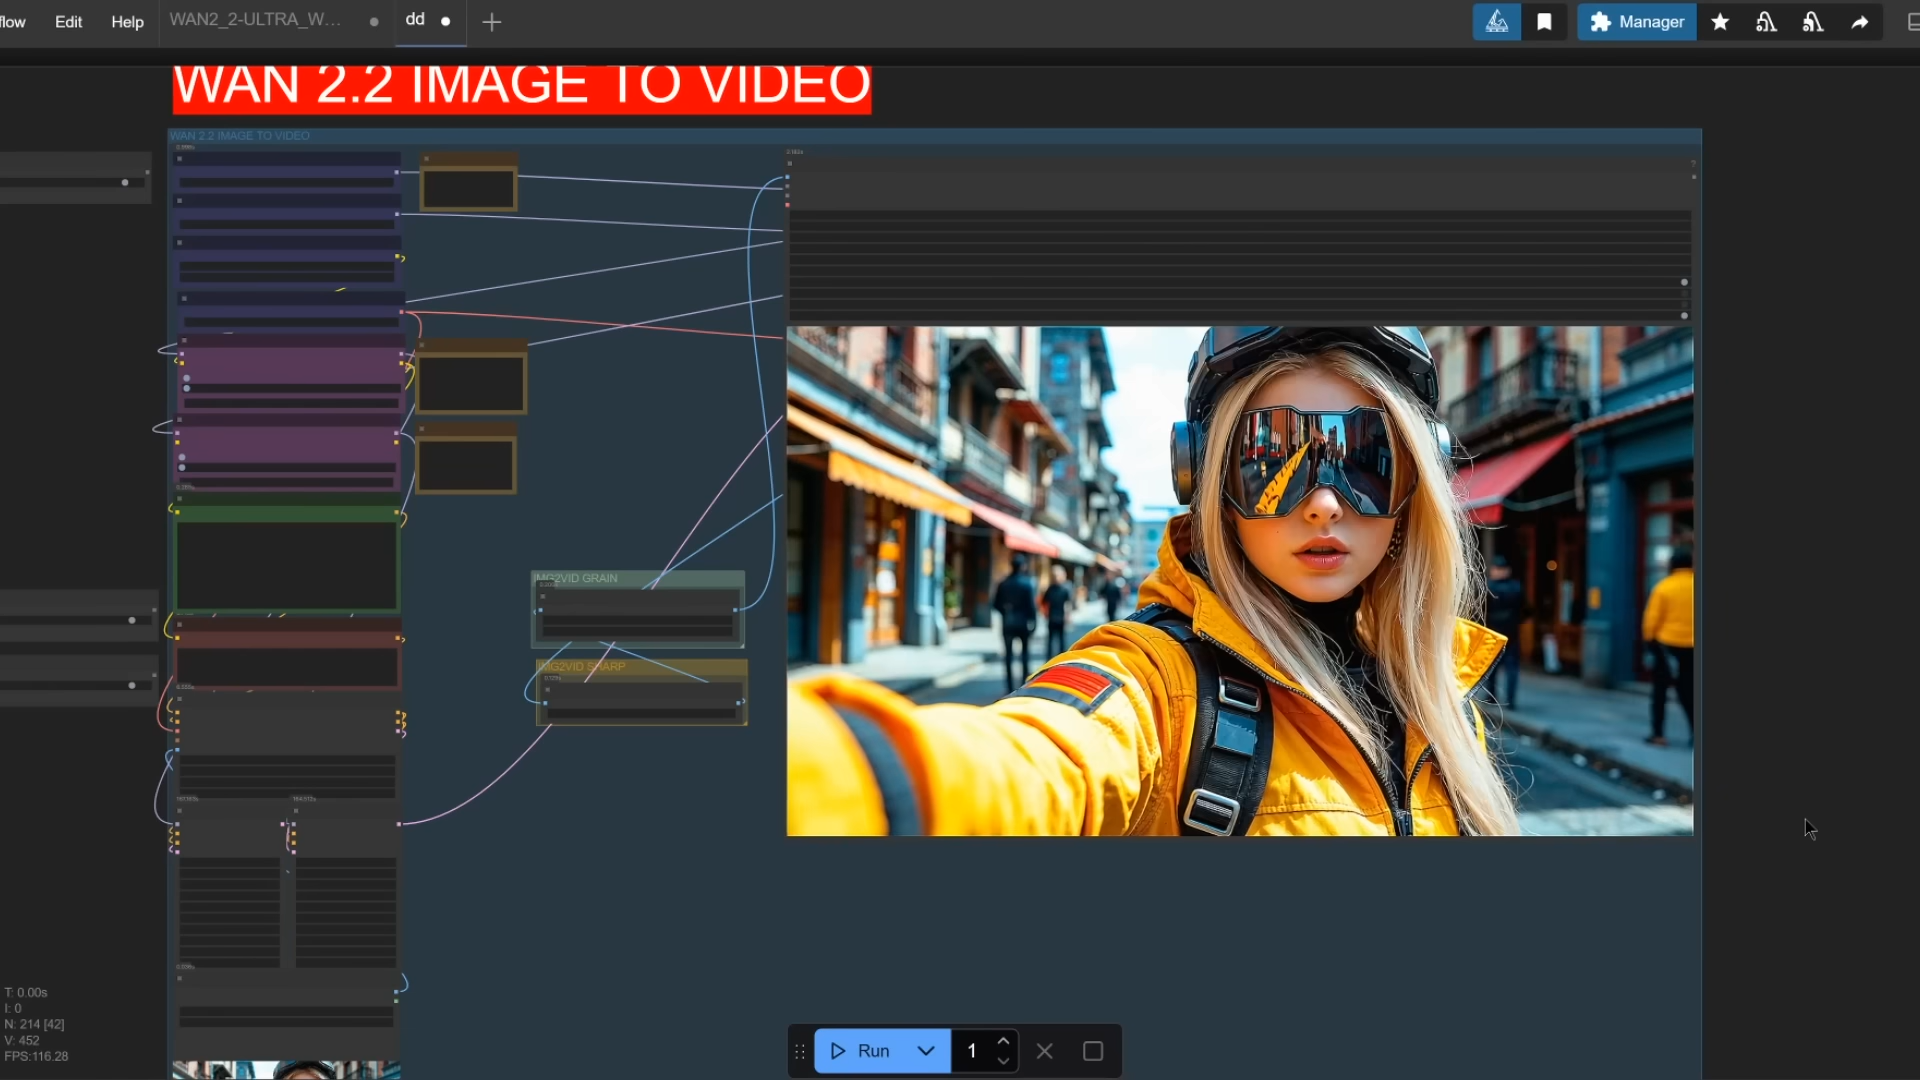 flow Edit Help WAN2_2-ULTRA_W... dd Manager
WAN 2.2 IMAGE TO VIDEO
WAN 2.2 IMAGE TO VIDEO
IMG2VID GRAIN
IMG2VID SHARP
T: 0.00s
I: 0
N: 214 [42]
V: 452
FPS:116.28
Run 1